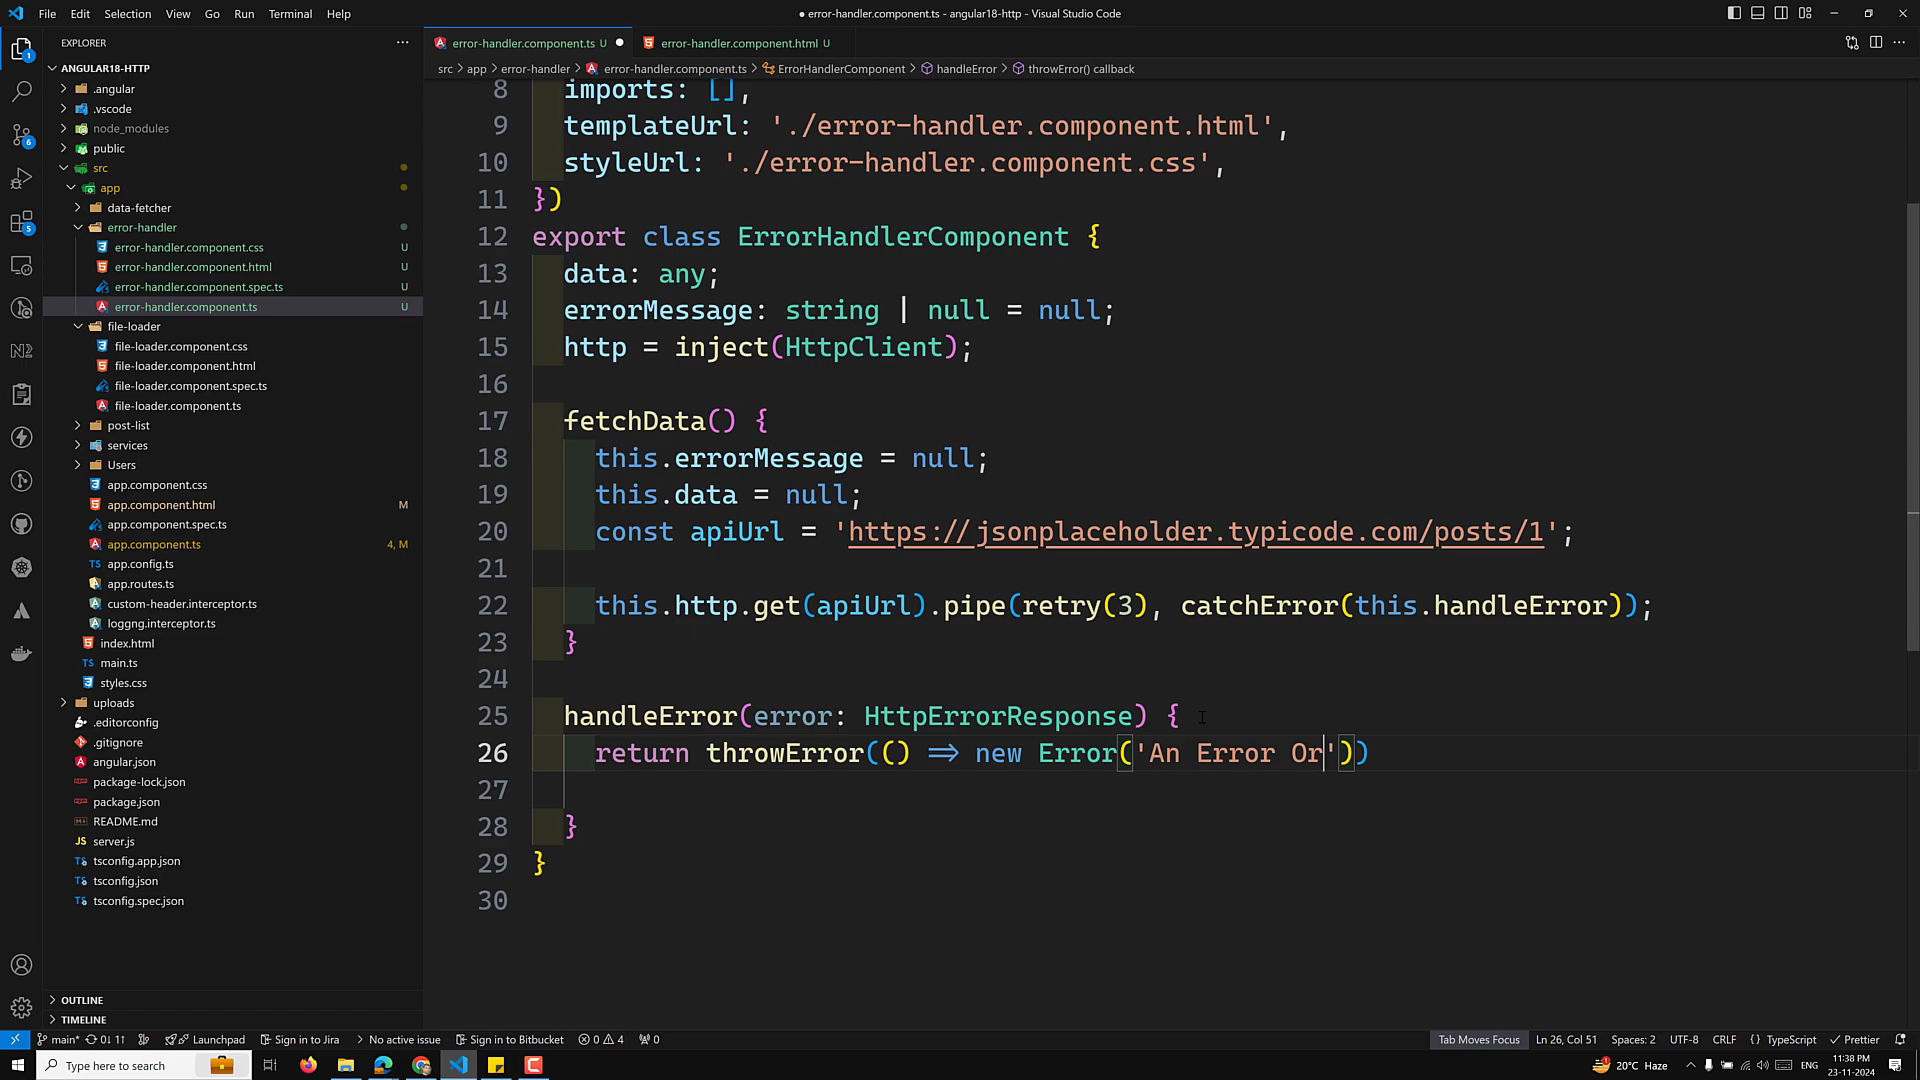 File Edit Selection View Go Run Terminal Help
● error-handler.component.ts - angular18-http - Visual Studio Code
EXPLORER
ANGULAR18-HTTP
.angular
.vscode
node_modules
public
src
app
data-fetcher
error-handler
error-handler.component.css U
error-handler.component.html U
error-handler.component.spec.ts U
error-handler.component.ts U
file-loader
file-loader.component.css
file-loader.component.html
file-loader.component.spec.ts
file-loader.component.ts
post-list
services
Users
app.component.css
app.component.html M
app.component.spec.ts
app.component.ts 4, M
app.config.ts
app.routes.ts
custom-header.interceptor.ts
loggng.interceptor.ts
index.html
main.ts
styles.css
uploads
.editorconfig
.gitignore
angular.json
package-lock.json
package.json
README.md
server.js
tsconfig.app.json
tsconfig.json
tsconfig.spec.json
OUTLINE
TIMELINE
error-handler.component.ts U ●
error-handler.component.html U
src > app > error-handler > error-handler.component.ts > ErrorHandlerComponent > handleError > throwError() callback
8 imports: [],
9 templateUrl: './error-handler.component.html',
10 styleUrl: './error-handler.component.css',
11 })
12 export class ErrorHandlerComponent {
13 data: any;
14 errorMessage: string | null = null;
15 http = inject(HttpClient);
16
17 fetchData() {
18 this.errorMessage = null;
19 this.data = null;
20 const apiUrl = 'https://jsonplaceholder.typicode.com/posts/1';
21
22 this.http.get(apiUrl).pipe(retry(3), catchError(this.handleError));
23 }
24
25 handleError(error: HttpErrorResponse) {
26 return throwError(() => new Error('An Error Or'))
27
28 }
29 }
30
main* 0↓ 1↑ Launchpad Sign in to Jira No active issue Sign in to Bitbucket 0 4 0
Tab Moves Focus Ln 26, Col 51 Spaces: 2 UTF-8 CRLF {} TypeScript Prettier
Type here to search
20°C Haze ENG
11:38 PM
23-11-2024